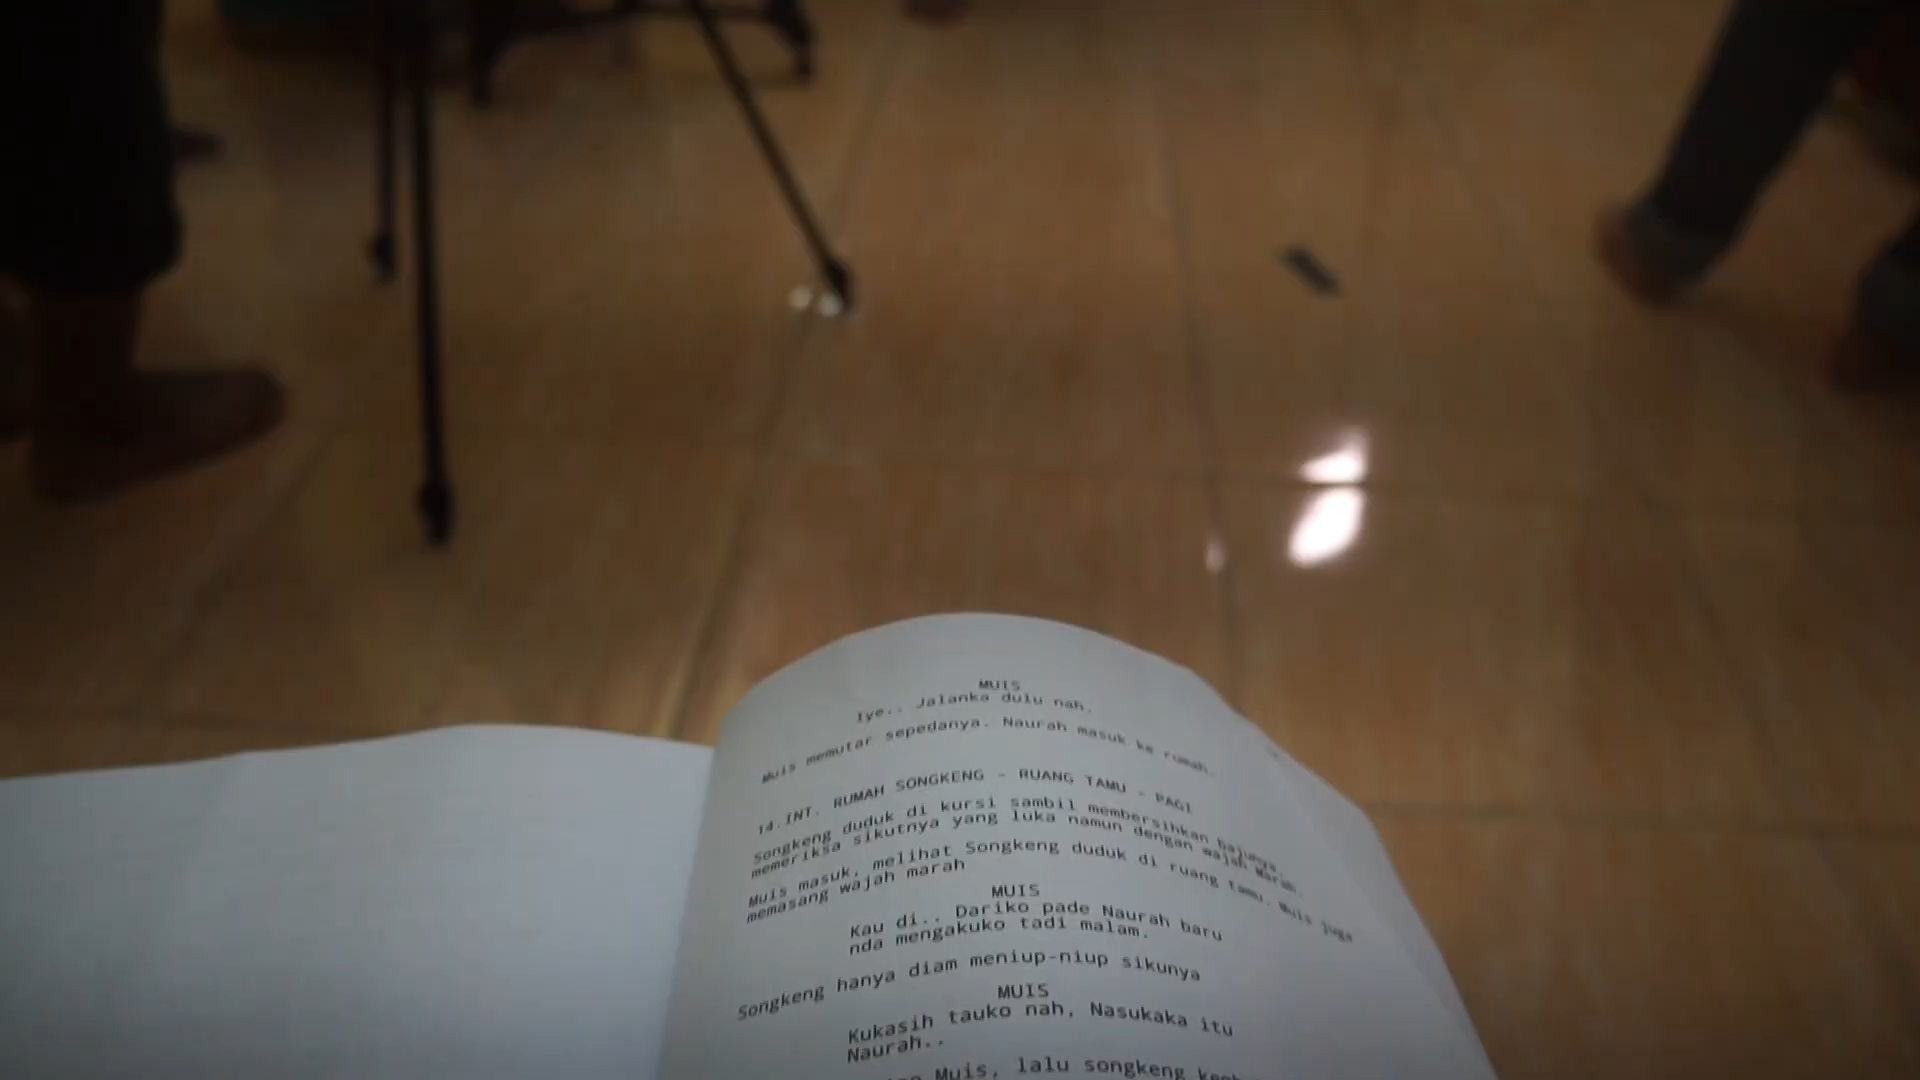 MUIS
Iye.. Jalanka dulu nah.
Muis memutar sepedanya. Naurah masuk ke rumah.
14.INT. RUMAH SONGKENG - RUANG TAMU - PAGI
Songkeng duduk di kursi sambil membersihkan bajunya,
memeriksa sikutnya yang luka namun dengan wajah Marah.
Muis masuk, melihat Songkeng duduk di ruang tamu. Muis juga
memasang wajah marah
MUIS
Kau di.. Dariko pade Naurah baru
nda mengakuko tadi malam.
Songkeng hanya diam meniup-niup sikunya
MUIS
Kukasih tauko nah, Nasukaka itu
Naurah..
Muis, lalu songkeng